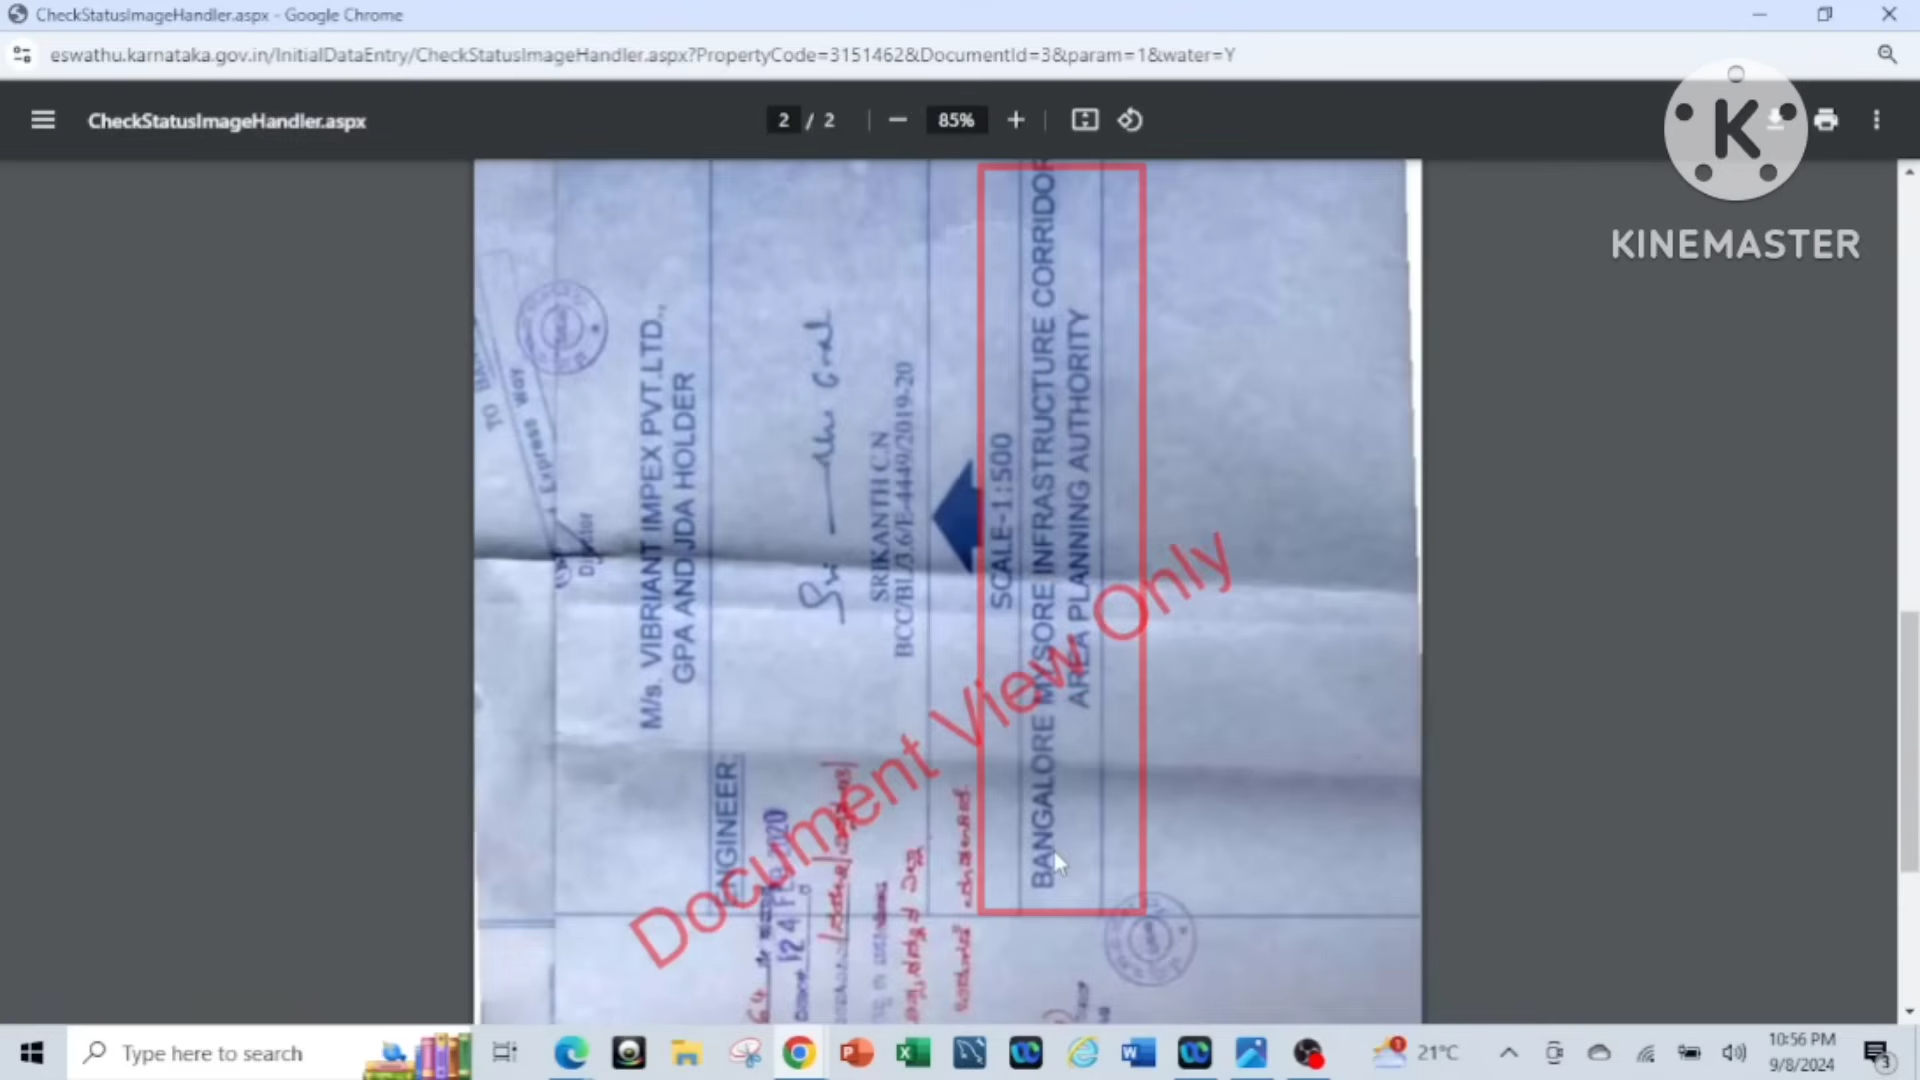 CheckStatusImageHandler.aspx - Google Chrome
eswathu.karnataka.gov.in/InitialDataEntry/CheckStatusImageHandler.aspx?PropertyCode=3151462&DocumentId=3&param=1&water=Y
CheckStatusImageHandler.aspx
2 / 2
85%
KINEMASTER
Express way
M/s. VIBRIANT IMPEX PVT.LTD.,
GPA AND JDA HOLDER
ENGINEER:
SRIKANTH C.N
BCC/BL/3.6/E-4449/2019-20
SCALE-1:500
BANGALORE MYSORE INFRASTRUCTURE CORRIDOR
AREA PLANNING AUTHORITY
Document View Only
Type here to search
21°C
10:56 PM
9/8/2024
3